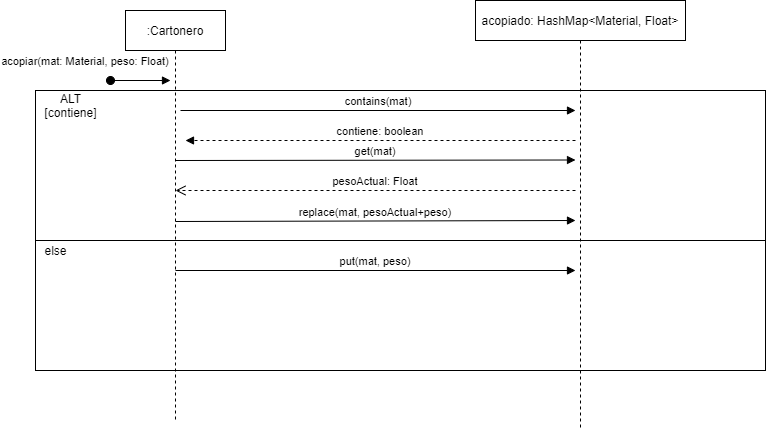 :Cartonero
acopiado: HashMap<Material, Float>
acopiar(mat: Material, peso: Float)
ALT
[contiene]
contains(mat)
contiene: boolean
get(mat)
pesoActual: Float
replace(mat, pesoActual+peso)
else
put(mat, peso)